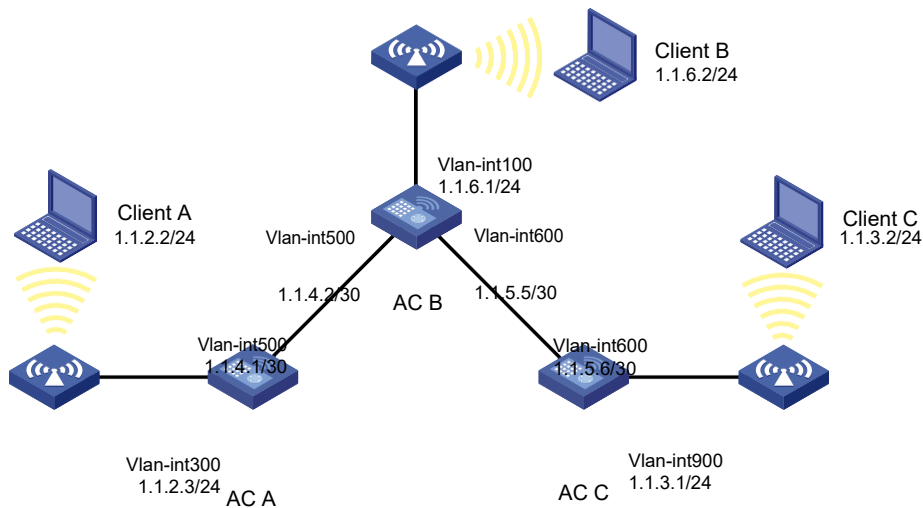 Client B
1.1.6.2/24
Vlan-int100
1.1.6.1/24
Client A
1.1.2.2/24
Client C
1.1.3.2/24
Vlan-int500
Vlan-int600
1.1.4.2/30
1.1.5.5/30
AC B
Vlan-int500
1.1.4.1/30
Vlan-int600
1.1.5.6/30
Vlan-int300
1.1.2.3/24
AC A
Vlan-int900
1.1.3.1/24
AC C